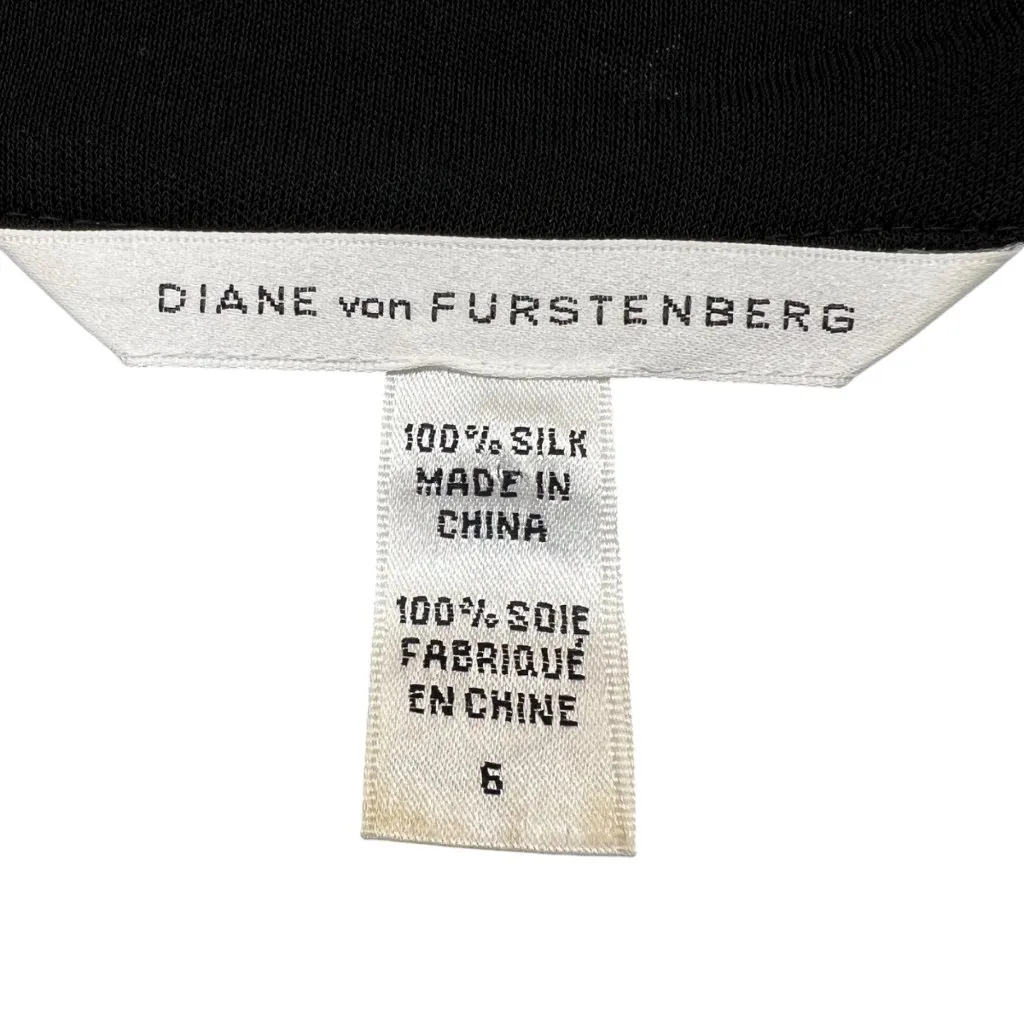 DIANE von FURSTENBERG
100% SILK
MADE IN
CHINA
100% SOIE
FABRIQUÉ
EN CHINE
6